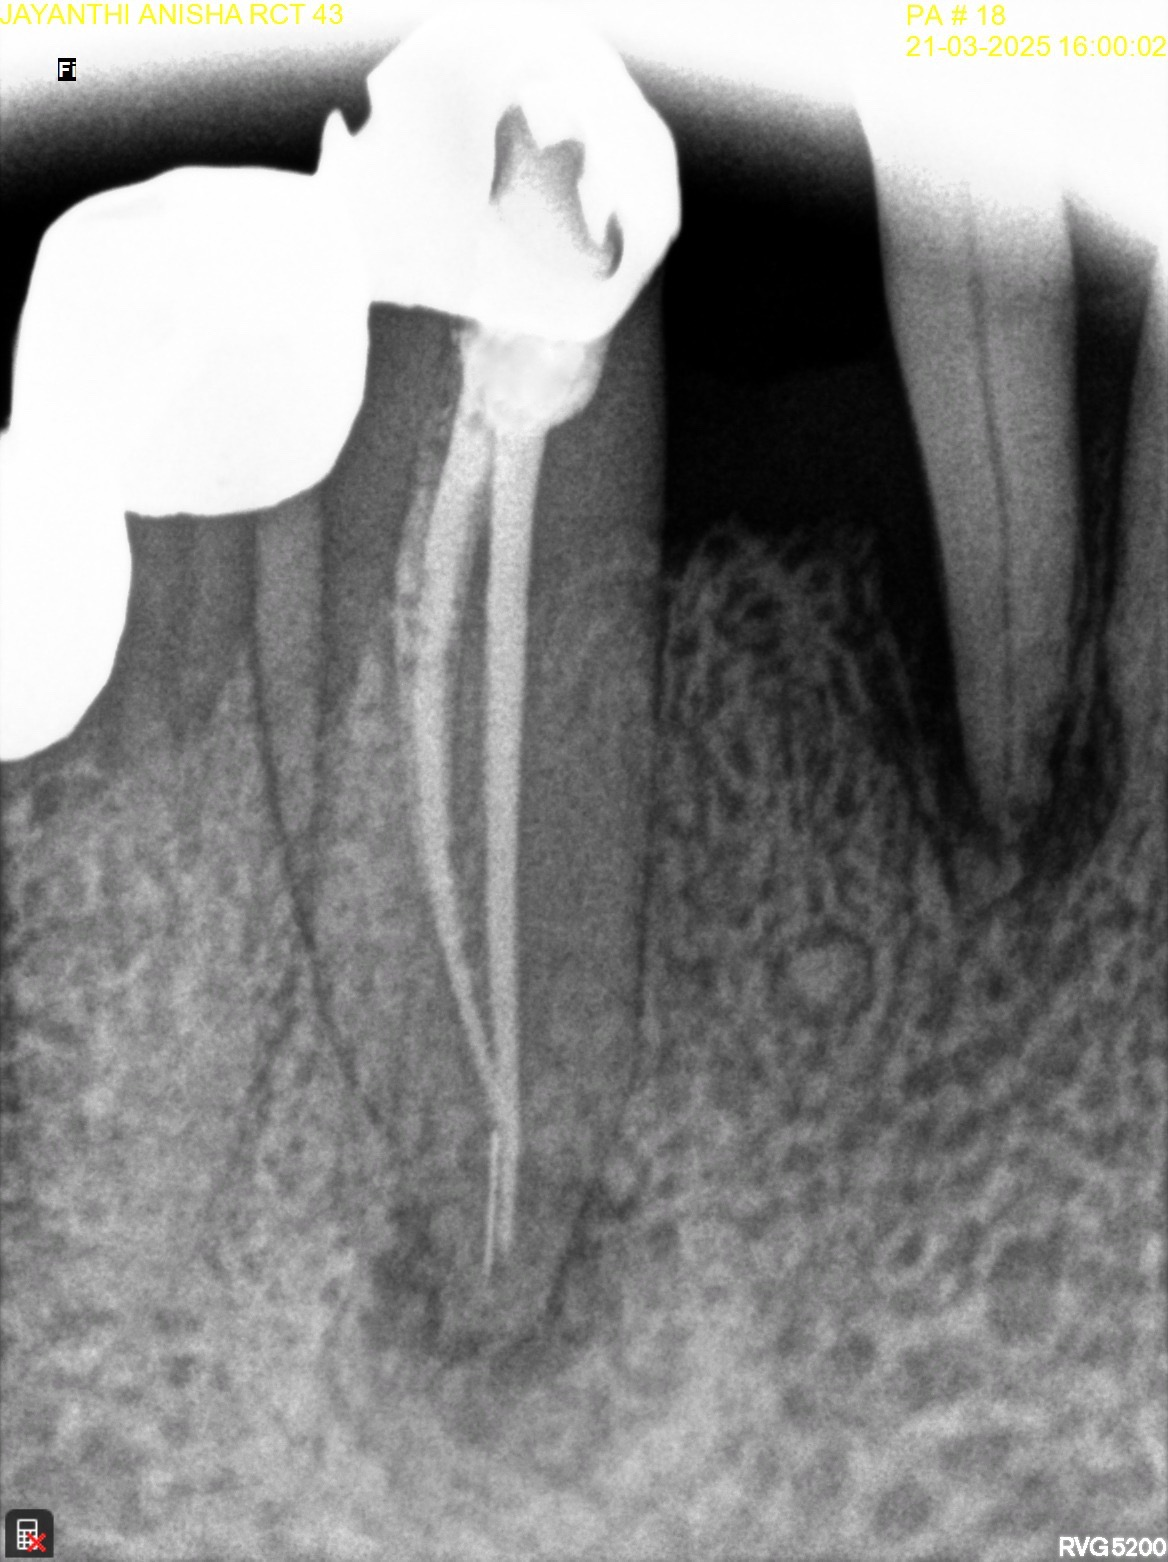 JAYANTHI ANISHA RCT 43
PA # 18
21-03-2025 16:00:02
Fi
RVG5200